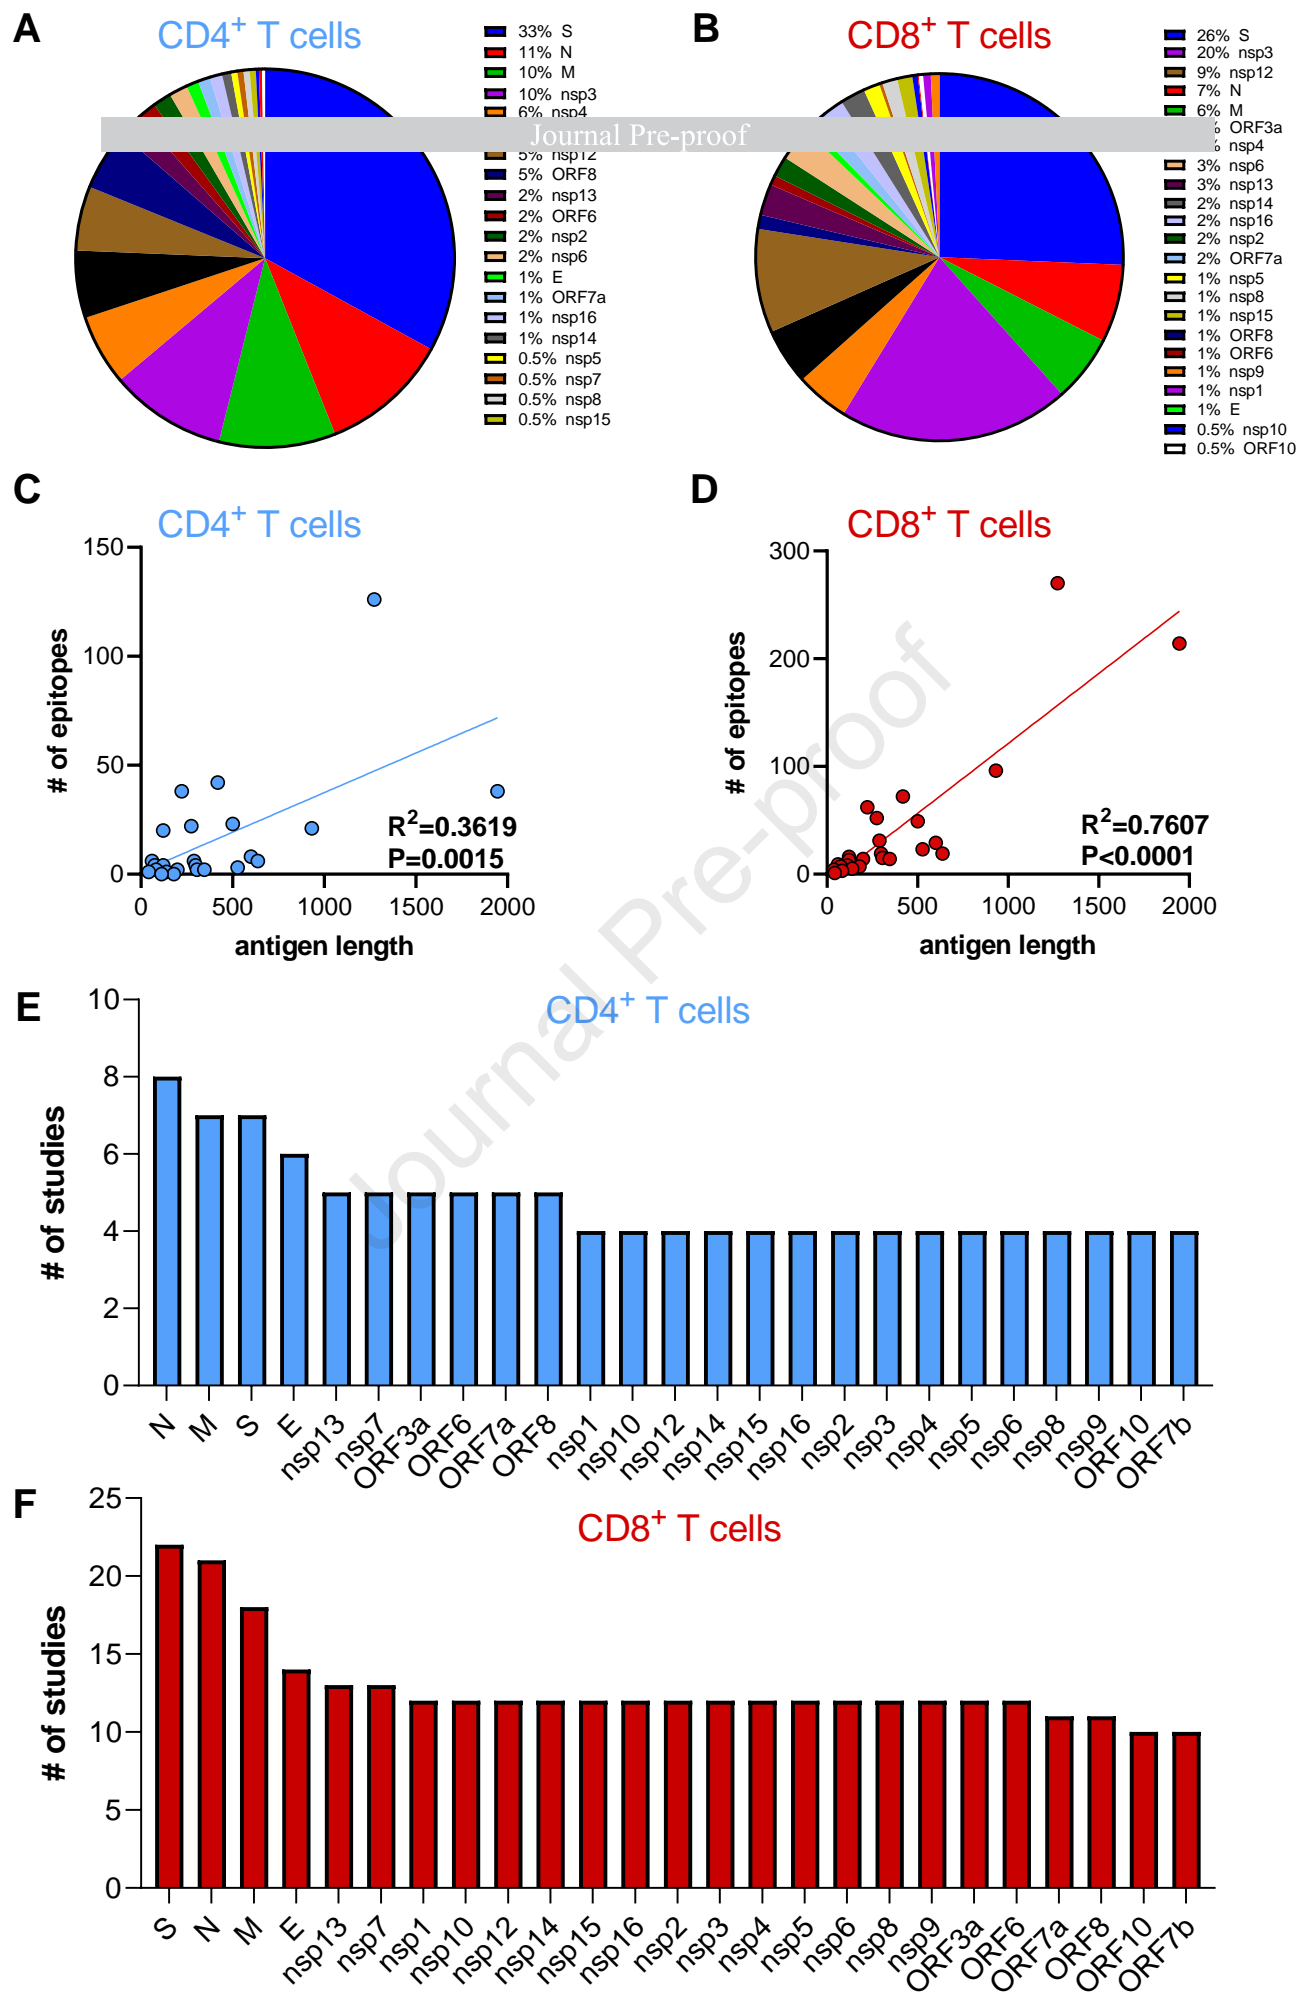 A
CD4+ T cells
33% S
11% N
10% M
10% nsp3
6% nsp4
5% nsp12
5% ORF8
2% nsp13
2% ORF6
2% nsp2
2% nsp6
1% E
1% ORF7a
1% nsp16
1% nsp14
0.5% nsp5
0.5% nsp7
0.5% nsp8
0.5% nsp15
B
CD8+ T cells
26% S
20% nsp3
9% nsp12
7% N
6% M
ORF3a
nsp4
3% nsp6
3% nsp13
2% nsp14
2% nsp16
2% nsp2
2% ORF7a
1% nsp5
1% nsp8
1% nsp15
1% ORF8
1% ORF6
1% nsp9
1% nsp1
1% E
0.5% nsp10
0.5% ORF10
Journal Pre-proof
C
CD4+ T cells
# of epitopes
150
100
50
0
R2=0.3619
P=0.0015
0 500 1000 1500 2000
antigen length
D
CD8+ T cells
# of epitopes
300
200
100
0
R2=0.7607
P<0.0001
0 500 1000 1500 2000
antigen length
Journal Pre-proof
E
CD4+ T cells
# of studies
10
8
6
4
2
0
N M S E nsp13 nsp7 ORF3a ORF6 ORF7a ORF8 nsp1 nsp10 nsp12 nsp14 nsp15 nsp16 nsp2 nsp3 nsp4 nsp5 nsp6 nsp8 nsp9 ORF10 ORF7b
F
CD8+ T cells
# of studies
25
20
15
10
5
0
S N M E nsp13 nsp7 nsp1 nsp10 nsp12 nsp14 nsp15 nsp16 nsp2 nsp3 nsp4 nsp5 nsp6 nsp8 nsp9 ORF3a ORF6 ORF7a ORF8 ORF10 ORF7b